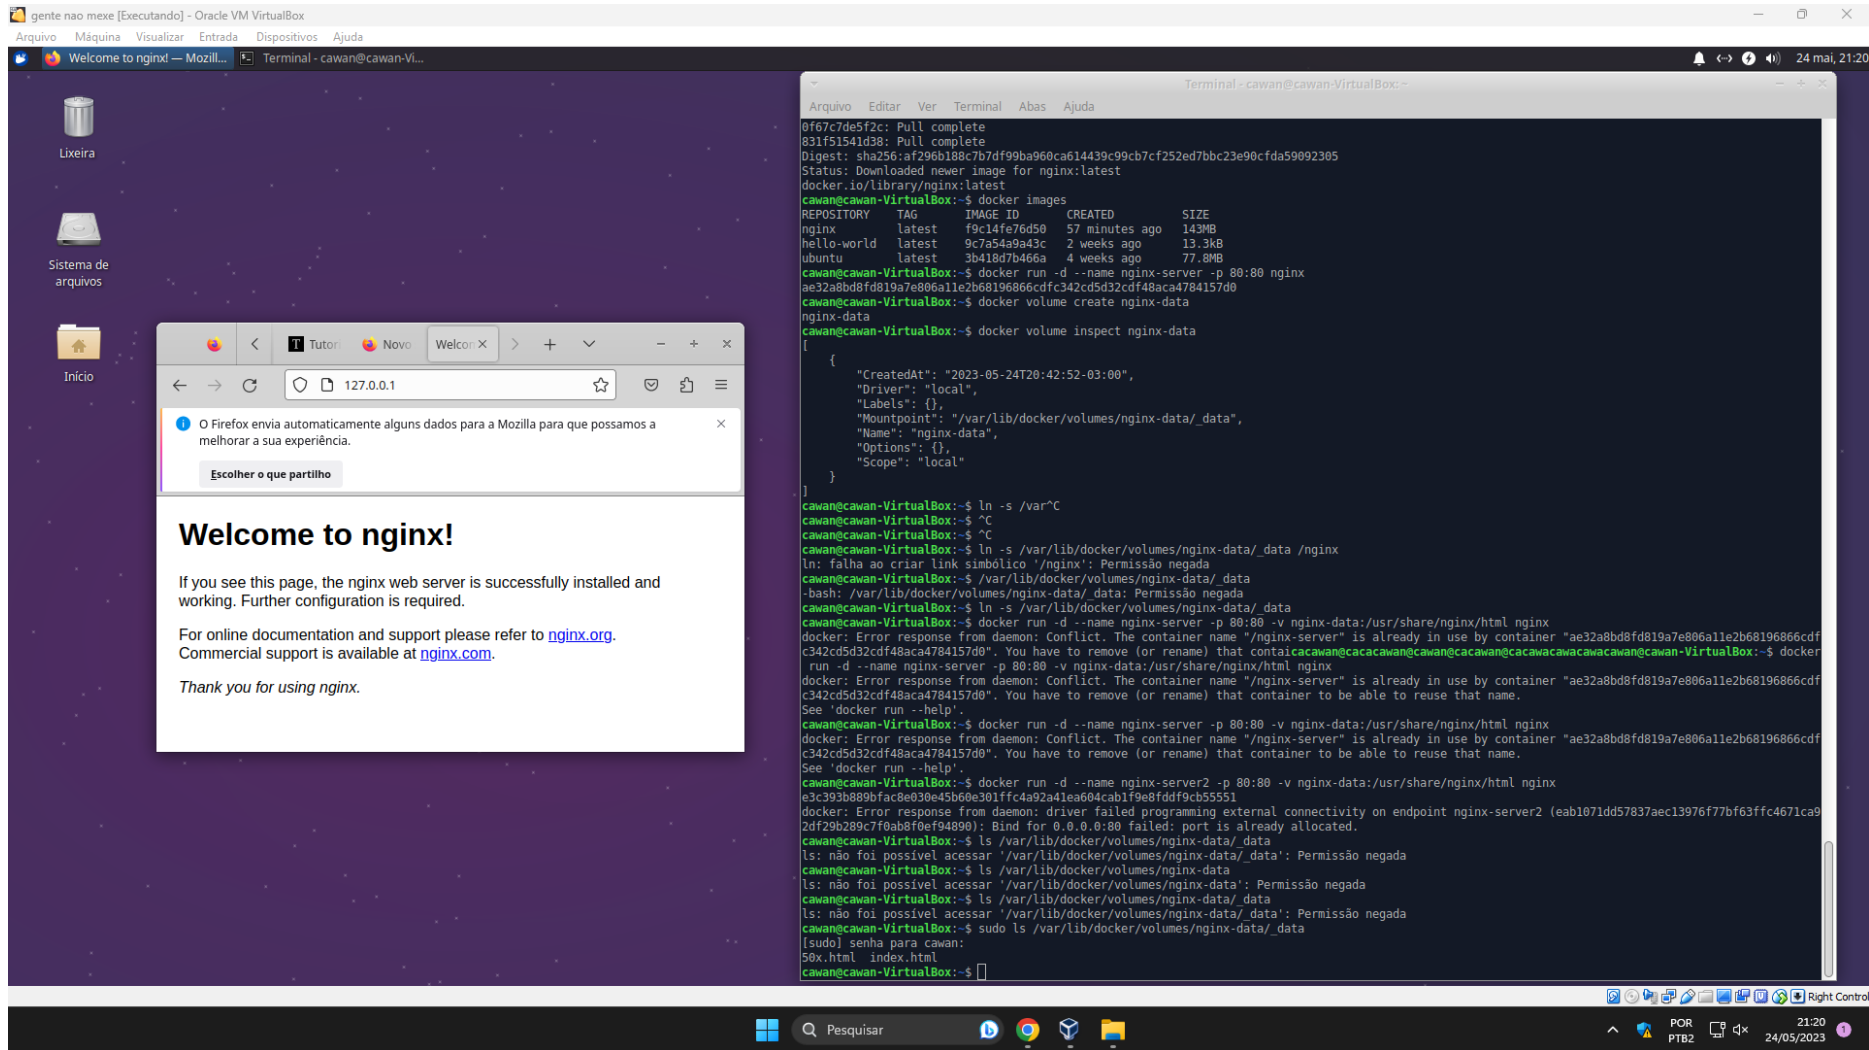 gente nao mexe [Executando] - Oracle VM VirtualBox
Arquivo Máquina Visualizar Entrada Dispositivos Ajuda
Welcome to nginx! — Mozill... Terminal - cawan@cawan-Vi... 24 mai, 21:20
Lixeira
Sistema de
arquivos
Início
Tutor Novo Welcon
127.0.0.1
O Firefox envia automaticamente alguns dados para a Mozilla para que possamos a
melhorar a sua experiência.
Escolher o que partilho
Welcome to nginx!
If you see this page, the nginx web server is successfully installed and
working. Further configuration is required.
For online documentation and support please refer to nginx.org.
Commercial support is available at nginx.com.
Thank you for using nginx.
Terminal - cawan@cawan-VirtualBox: ~
Arquivo Editar Ver Terminal Abas Ajuda
0f67c7de5f2c: Pull complete
831f51541d38: Pull complete
Digest: sha256:af296b188c7b7df99ba960ca614439c99cb7cf252ed7bbc23e90cfda59092305
Status: Downloaded newer image for nginx:latest
docker.io/library/nginx:latest
cawan@cawan-VirtualBox:~$ docker images
REPOSITORY TAG IMAGE ID CREATED SIZE
nginx latest f9c14fe76d50 57 minutes ago 143MB
hello-world latest 9c7a54a9a43c 2 weeks ago 13.3kB
ubuntu latest 3b418d7b466a 4 weeks ago 77.8MB
cawan@cawan-VirtualBox:~$ docker run -d --name nginx-server -p 80:80 nginx
ae32a8bd8fd819a7e806a11e2b68196866cdfc342cd5d32cdf48aca4784157d0
cawan@cawan-VirtualBox:~$ docker volume create nginx-data
nginx-data
cawan@cawan-VirtualBox:~$ docker volume inspect nginx-data
[
{
"CreatedAt": "2023-05-24T20:42:52-03:00",
"Driver": "local",
"Labels": {},
"Mountpoint": "/var/lib/docker/volumes/nginx-data/_data",
"Name": "nginx-data",
"Options": {},
"Scope": "local"
}
]
cawan@cawan-VirtualBox:~$ ln -s /var^C
cawan@cawan-VirtualBox:~$ ^C
cawan@cawan-VirtualBox:~$ ^C
cawan@cawan-VirtualBox:~$ ln -s /var/lib/docker/volumes/nginx-data/_data /nginx
ln: falha ao criar link simbólico '/nginx': Permissão negada
cawan@cawan-VirtualBox:~$ /var/lib/docker/volumes/nginx-data/_data
-bash: /var/lib/docker/volumes/nginx-data/_data: Permissão negada
cawan@cawan-VirtualBox:~$ ln -s /var/lib/docker/volumes/nginx-data/_data
cawan@cawan-VirtualBox:~$ docker run -d --name nginx-server -p 80:80 -v nginx-data:/usr/share/nginx/html nginx
docker: Error response from daemon: Conflict. The container name "/nginx-server" is already in use by container "ae32a8bd8fd819a7e806a11e2b68196866cdf
c342cd5d32cdf48aca4784157d0". You have to remove (or rename) that contaicacawan@cacacawan@cawan@cacawan@cacawacawacawacawan@cawan-VirtualBox:~$ docker
run -d --name nginx-server -p 80:80 -v nginx-data:/usr/share/nginx/html nginx
docker: Error response from daemon: Conflict. The container name "/nginx-server" is already in use by container "ae32a8bd8fd819a7e806a11e2b68196866cdf
c342cd5d32cdf48aca4784157d0". You have to remove (or rename) that container to be able to reuse that name.
See 'docker run --help'.
cawan@cawan-VirtualBox:~$ docker run -d --name nginx-server -p 80:80 -v nginx-data:/usr/share/nginx/html nginx
docker: Error response from daemon: Conflict. The container name "/nginx-server" is already in use by container "ae32a8bd8fd819a7e806a11e2b68196866cdf
c342cd5d32cdf48aca4784157d0". You have to remove (or rename) that container to be able to reuse that name.
See 'docker run --help'.
cawan@cawan-VirtualBox:~$ docker run -d --name nginx-server2 -p 80:80 -v nginx-data:/usr/share/nginx/html nginx
e3c393b889bfac8e030e45b60e301ffc4a92a41ea604cab1f9e8fddf9cb55551
docker: Error response from daemon: driver failed programming external connectivity on endpoint nginx-server2 (eab1071dd57837aec13976f77bf63ffc4671ca9
2df29b289c7f0ab8f0ef94890): Bind for 0.0.0.0:80 failed: port is already allocated.
cawan@cawan-VirtualBox:~$ ls /var/lib/docker/volumes/nginx-data/_data
ls: não foi possível acessar '/var/lib/docker/volumes/nginx-data/_data': Permissão negada
cawan@cawan-VirtualBox:~$ ls /var/lib/docker/volumes/nginx-data
ls: não foi possível acessar '/var/lib/docker/volumes/nginx-data': Permissão negada
cawan@cawan-VirtualBox:~$ ls /var/lib/docker/volumes/nginx-data/_data
ls: não foi possível acessar '/var/lib/docker/volumes/nginx-data/_data': Permissão negada
cawan@cawan-VirtualBox:~$ sudo ls /var/lib/docker/volumes/nginx-data/_data
[sudo] senha para cawan:
50x.html index.html
cawan@cawan-VirtualBox:~$
Right Control
Pesquisar
POR
PTB2
21:20
24/05/2023
1